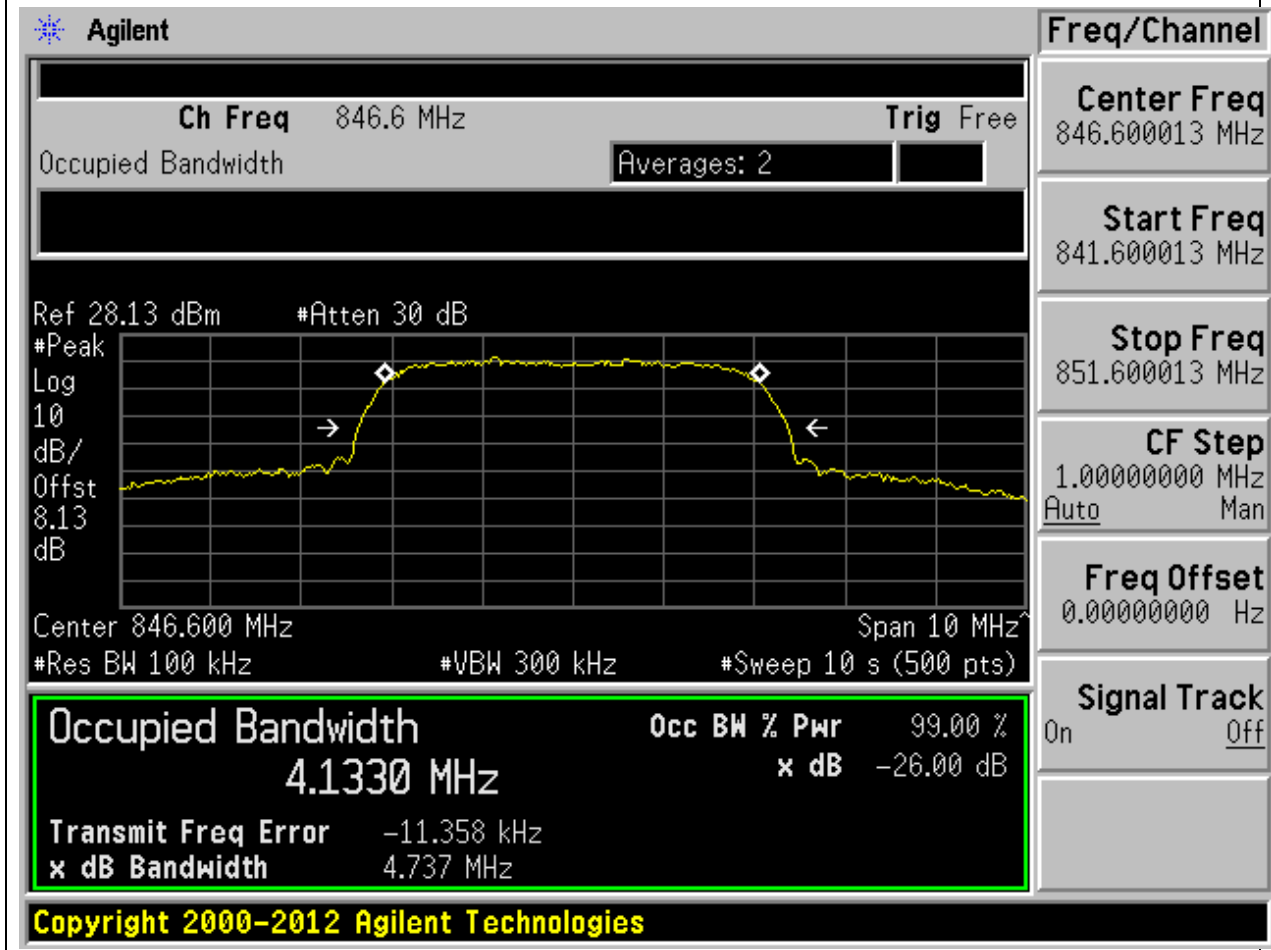 Agilent
Freq/Channel
Ch Freq 846.6 MHz Trig Free
Occupied Bandwidth Averages: 2
Ref 28.13 dBm #Atten 30 dB
#Peak
Log
10
dB/
Offst
8.13
dB
Center 846.600 MHz Span 10 MHz^
#Res BW 100 kHz #VBW 300 kHz #Sweep 10 s (500 pts)
Occupied Bandwidth Occ BW % Pwr 99.00 %
4.1330 MHz x dB -26.00 dB
Transmit Freq Error -11.358 kHz
x dB Bandwidth 4.737 MHz
Center Freq
846.600013 MHz
Start Freq
841.600013 MHz
Stop Freq
851.600013 MHz
CF Step
1.00000000 MHz
Auto Man
Freq Offset
0.00000000 Hz
Signal Track
On Off
Copyright 2000-2012 Agilent Technologies